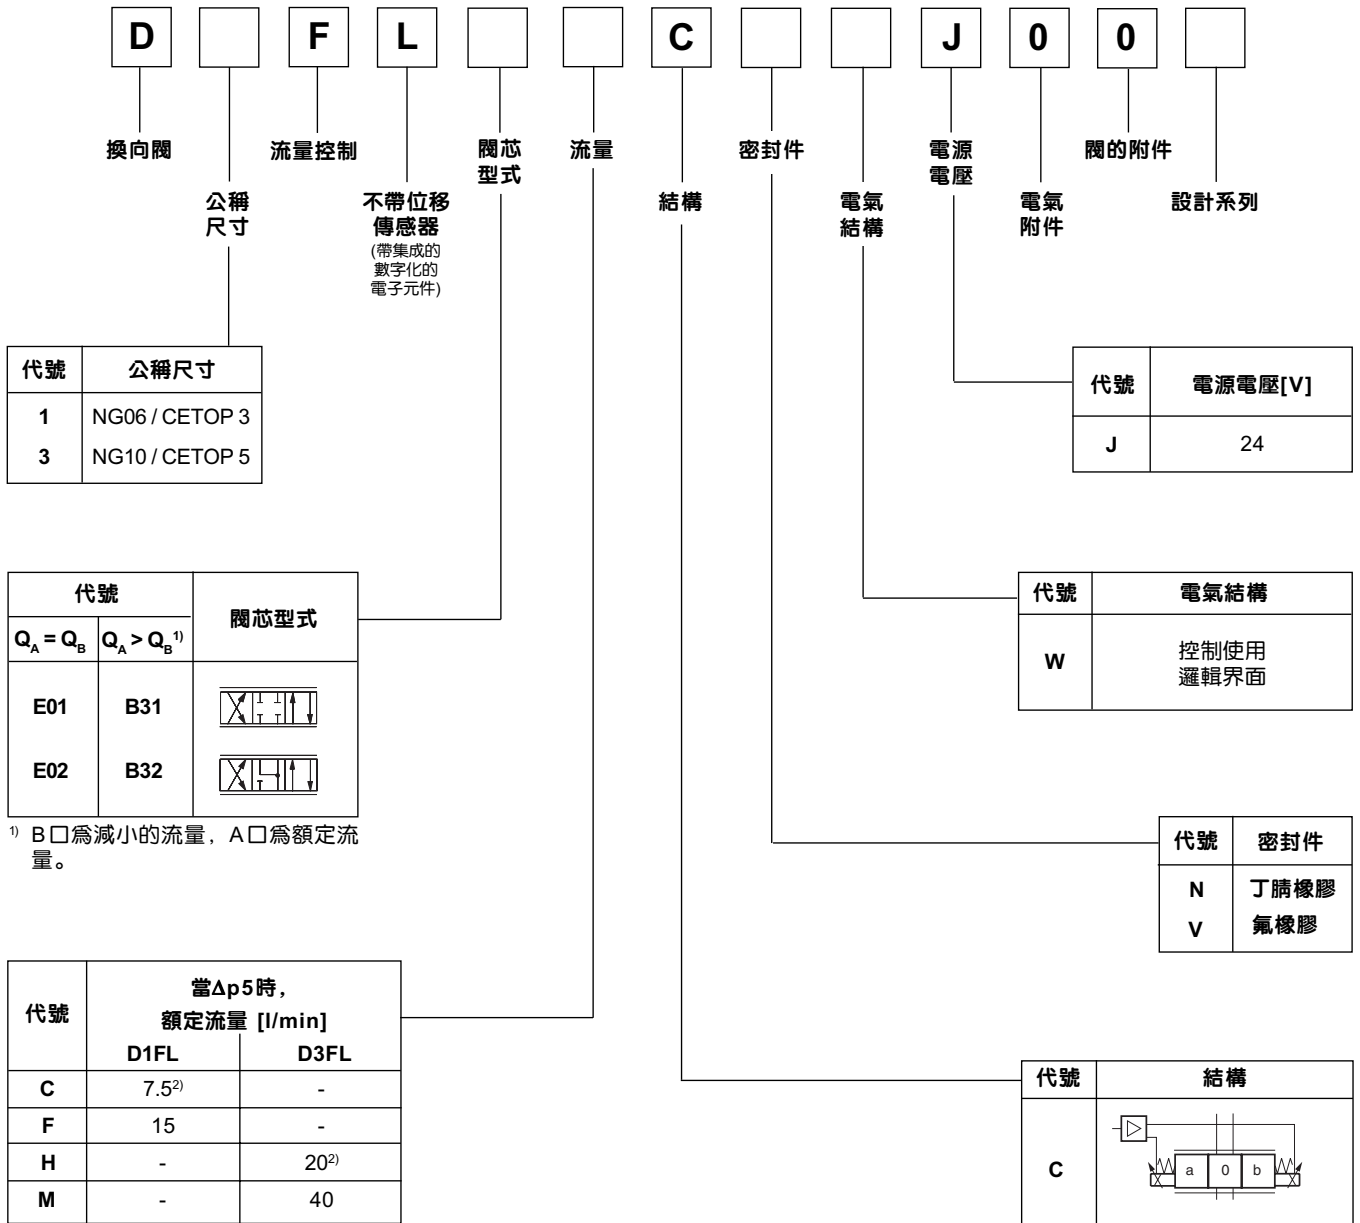 D F L C J 0 0
換向閥 流量控制 閥芯 流量 密封件 電源 閥的附件
型式 電壓
公稱 不帶位移 結構 電氣 電氣 設計系列
尺寸 傳感器 結構 附件
(帶集成的
數字化的
電子元件)
代號 公稱尺寸
1 NG06 / CETOP 3
3 NG10 / CETOP 5
代號 電源電壓[V]
J 24
代號 閥芯型式
Q_A = Q_B Q_A > Q_B 1)
E01 B31
E02 B32
1) B口爲減小的流量，A口爲額定流
量。
代號 電氣結構
W 控制使用
邏輯界面
代號 密封件
N 丁腈橡膠
V 氟橡膠
代號 當Δp5時，
額定流量 [l/min]
D1FL D3FL
C 7.5 2) -
F 15 -
H - 20 2)
M - 40
代號 結構
C a 0 b